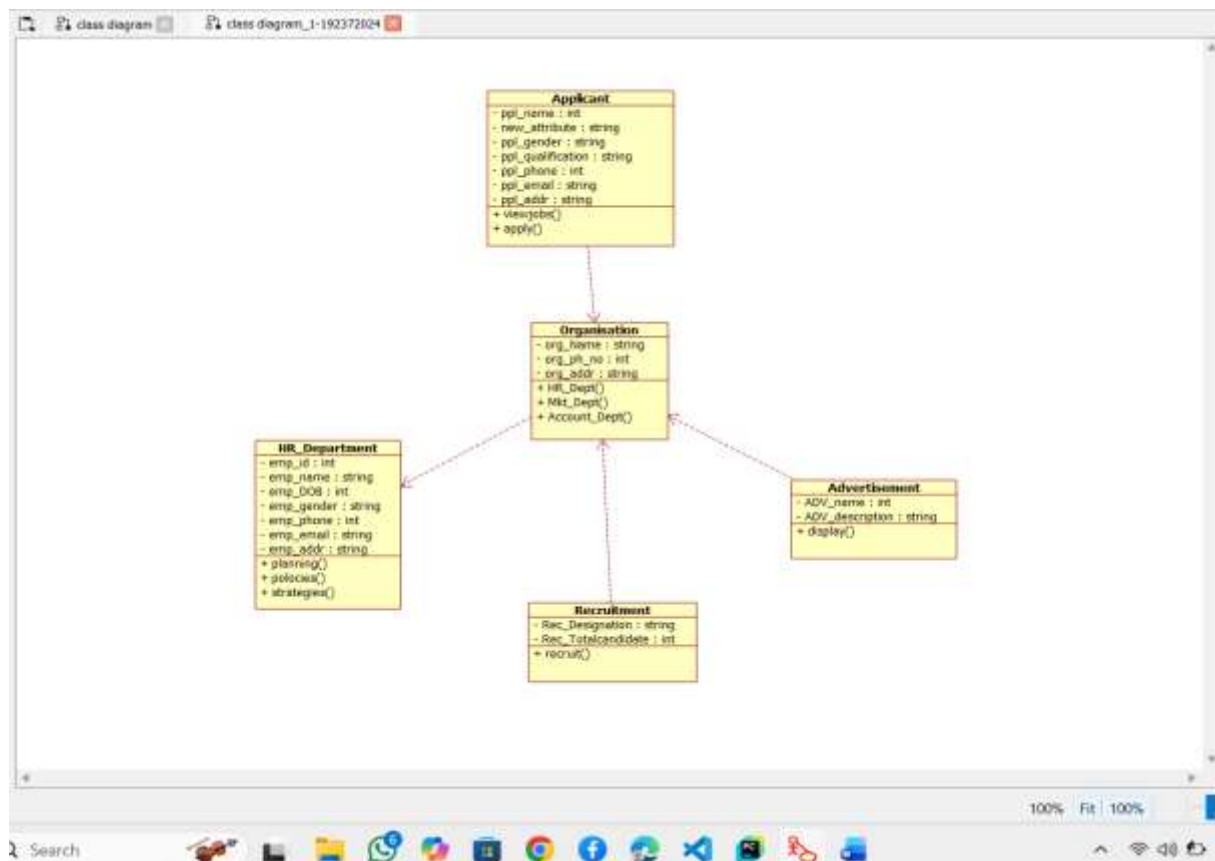 class diagram
class diagram_1-192372024
Applicant
- ppl_name : int
- new_attribute : string
- ppl_gender : string
- ppl_qualification : string
- ppl_phone : int
- ppl_email : string
- ppl_addr : string
+ viewjobs()
+ apply()
Organisation
- org_Name : string
- org_ph_no : int
- org_addr : string
+ HR_Dept()
+ Mkt_Dept()
+ Account_Dept()
HR_Department
- emp_id : int
- emp_name : string
- emp_DOB : int
- emp_gender : string
- emp_phone : int
- emp_email : string
- emp_addr : string
+ planning()
+ strategies()
Advertisement
- ADV_name : int
- ADV_description : string
+ display()
Recruitment
- Rec_Designation : string
- Rec_Totalcandidate : int
+ recruit()
100% Fit 100%
Search